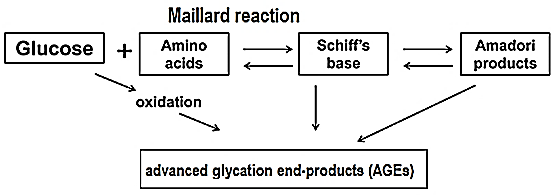 Maillard reaction
Glucose + Amino acids
Schiff's base
Amadori products
oxidation
advanced glycation end-products (AGEs)